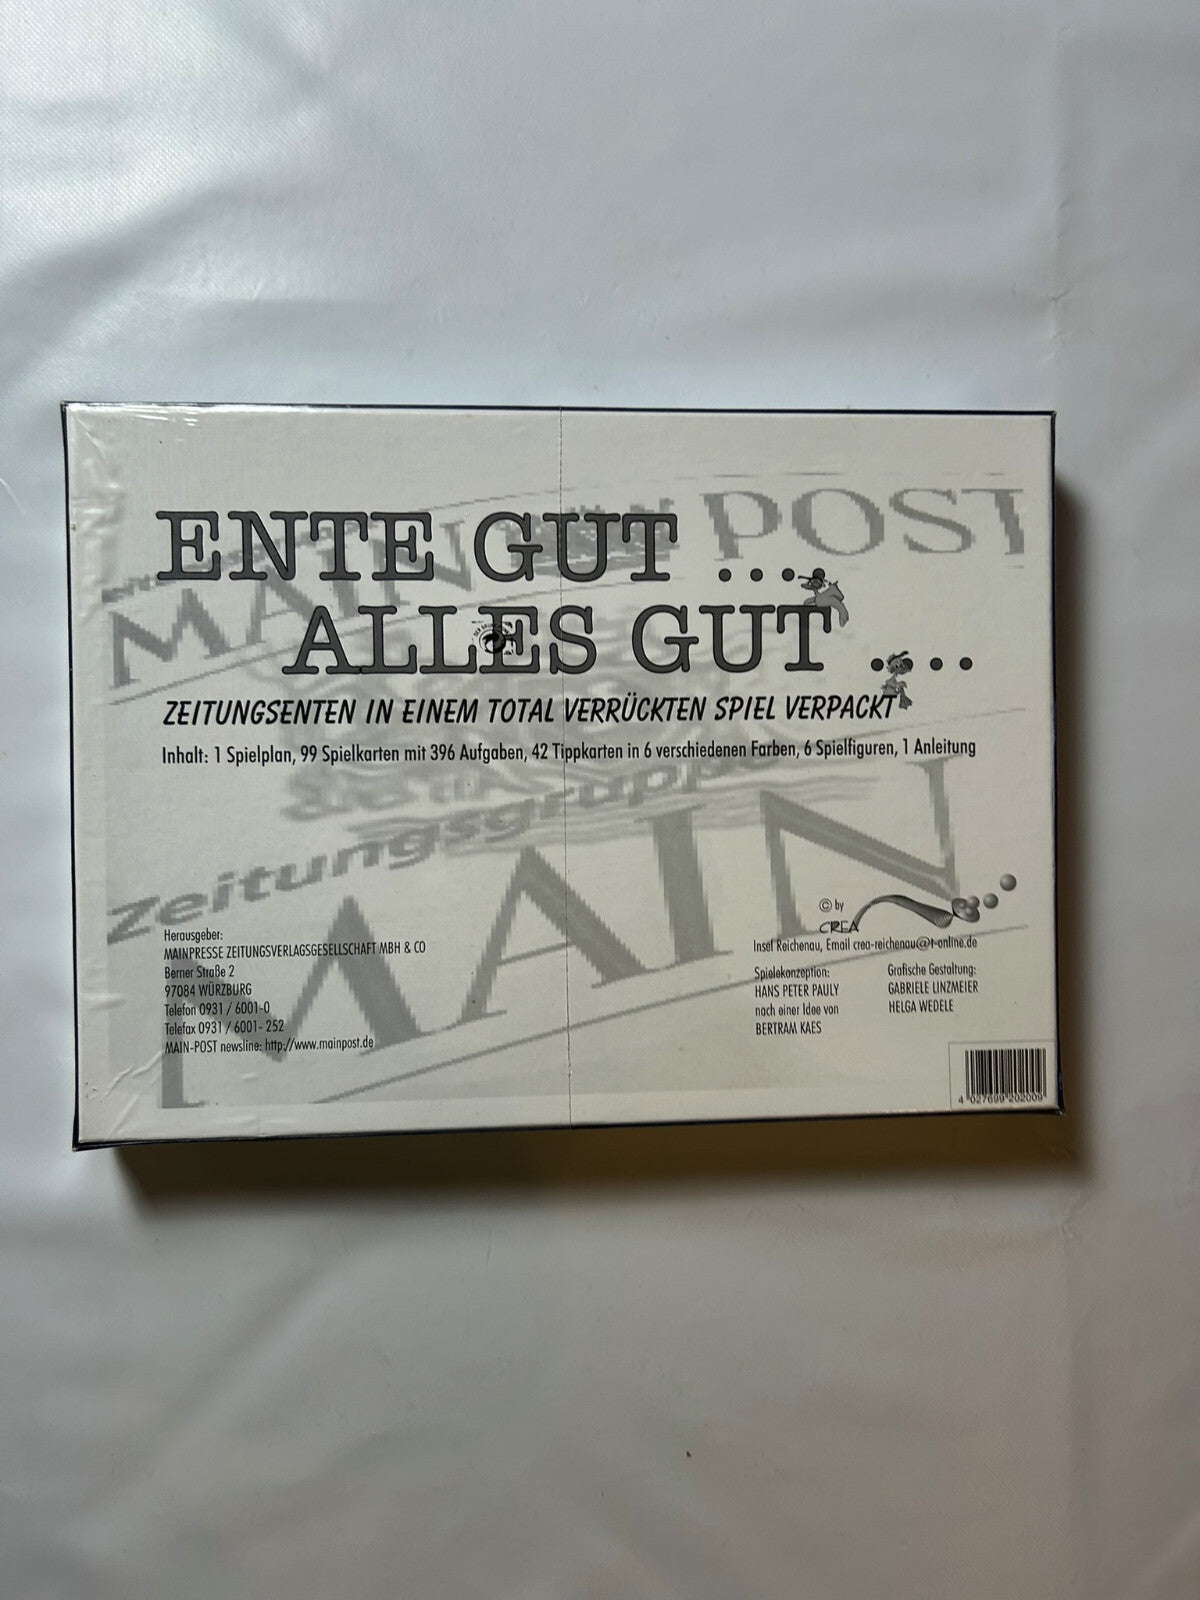 MAIN POST
ENTE GUT ....
ALLES GUT ....
ZEITUNGSENTEN IN EINEM TOTAL VERRÜCKTEN SPIEL VERPACKT
Inhalt: 1 Spielplan, 99 Spielkarten mit 396 Aufgaben, 42 Tippkarten in 6 verschiedenen Farben, 6 Spielfiguren, 1 Anleitung
Zeitungsgruppe
MAIN
Herausgeber:
MAINPRESSE ZEITUNGSVERLAGSGESELLSCHAFT MBH & CO
Berner Straße 2
97084 WÜRZBURG
Telefon 0931 / 6001-0
Telefax 0931 / 6001- 252
MAIN-POST newsline: http://www.mainpost.de
© by
CREA
Insel Reichenau, Email crea-reichenau@t-online.de
Spielekonzeption:
HANS PETER PAULY
nach einer Idee von
BERTRAM KAES
Grafische Gestaltung:
GABRIELE LINZMEIER
HELGA WEDELE
4 027699 202009